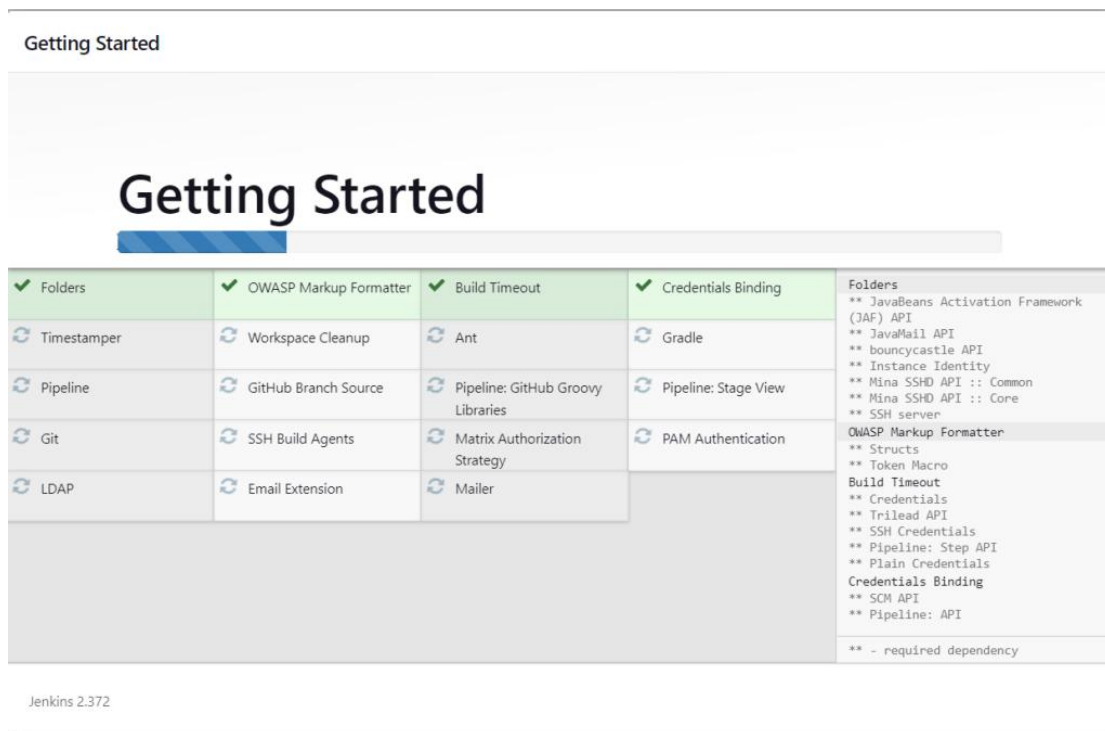 Getting Started
Getting Started
Folders
OWASP Markup Formatter
Build Timeout
Credentials Binding
Timestamper
Workspace Cleanup
Ant
Gradle
Pipeline
GitHub Branch Source
Pipeline: GitHub Groovy
Libraries
Pipeline: Stage View
Git
SSH Build Agents
Matrix Authorization
Strategy
PAM Authentication
LDAP
Email Extension
Mailer
Folders
** JavaBeans Activation Framework
(JAF) API
** JavaMail API
** bouncycastle API
** Instance Identity
** Mina SSHD API :: Common
** Mina SSHD API :: Core
** SSH server
OWASP Markup Formatter
** Structs
** Token Macro
Build Timeout
** Credentials
** Trilead API
** SSH Credentials
** Pipeline: Step API
** Plain Credentials
Credentials Binding
** SCM API
** Pipeline: API
** - required dependency
Jenkins 2.372